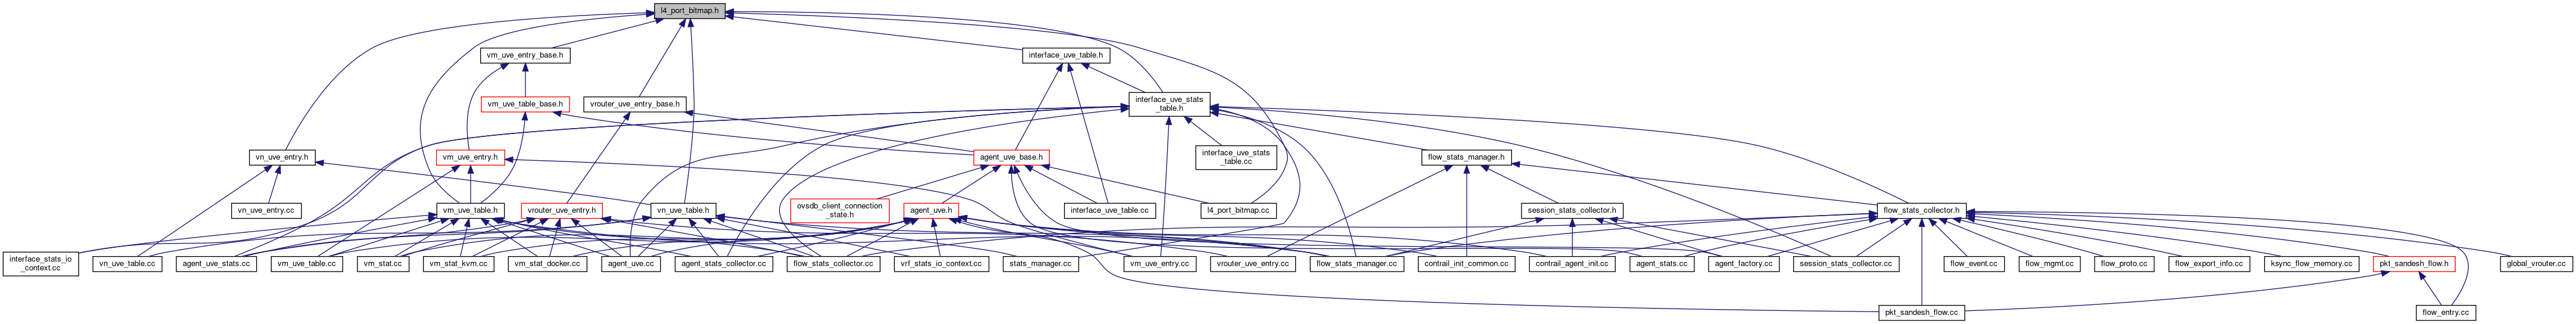 l4_port_bitmap.h
vm_uve_entry_base.h
interface_uve_table.h
vm_uve_table_base.h
vrouter_uve_entry_base.h
interface_uve_stats
_table.h
vn_uve_entry.h
vm_uve_entry.h
agent_uve_base.h
interface_uve_stats
_table.cc
flow_stats_manager.h
vn_uve_entry.cc
vm_uve_table.h
vrouter_uve_entry.h
vn_uve_table.h
ovsdb_client_connection
_state.h
agent_uve.h
interface_uve_table.cc
l4_port_bitmap.cc
session_stats_collector.h
flow_stats_collector.h
interface_stats_io
_context.cc
vn_uve_table.cc
agent_uve_stats.cc
vm_uve_table.cc
vm_stat.cc
vm_stat_kvm.cc
vm_stat_docker.cc
agent_uve.cc
agent_stats_collector.cc
flow_stats_collector.cc
vrf_stats_io_context.cc
stats_manager.cc
vm_uve_entry.cc
vrouter_uve_entry.cc
flow_stats_manager.cc
contrail_init_common.cc
contrail_agent_init.cc
agent_stats.cc
agent_factory.cc
session_stats_collector.cc
flow_event.cc
flow_mgmt.cc
flow_proto.cc
flow_export_info.cc
ksync_flow_memory.cc
pkt_sandesh_flow.h
global_vrouter.cc
pkt_sandesh_flow.cc
flow_entry.cc